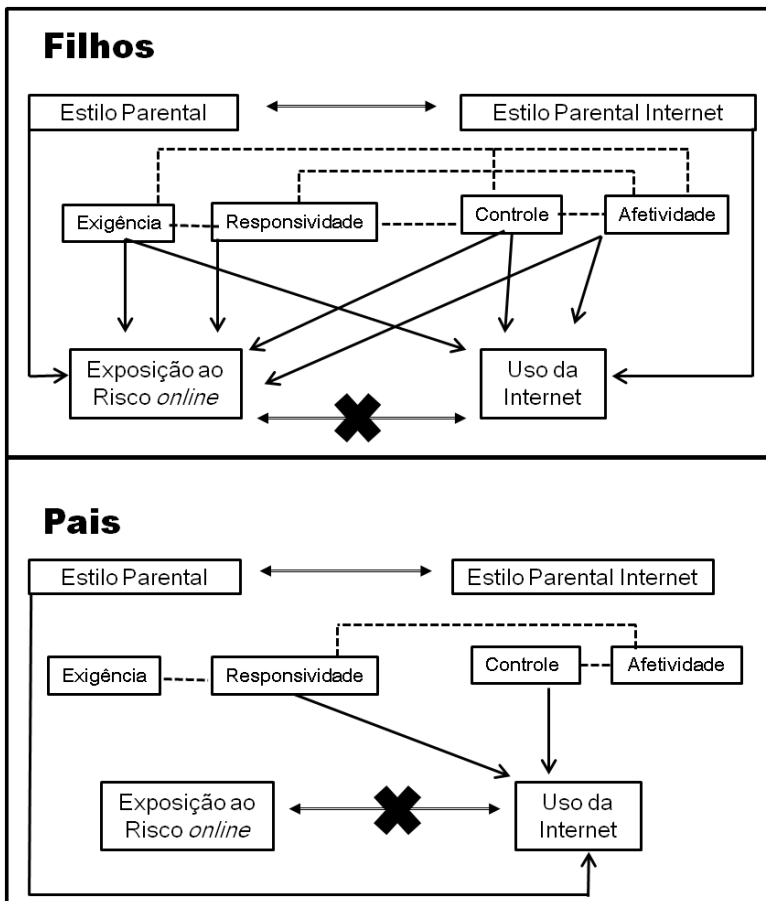 Filhos
Estilo Parental
Estilo Parental Internet
Exigência
Responsividade
Controle
Afetividade
Exposição ao
Risco online
Uso da
Internet
Pais
Estilo Parental
Estilo Parental Internet
Exigência
Responsividade
Controle
Afetividade
Exposição ao
Risco online
Uso da
Internet